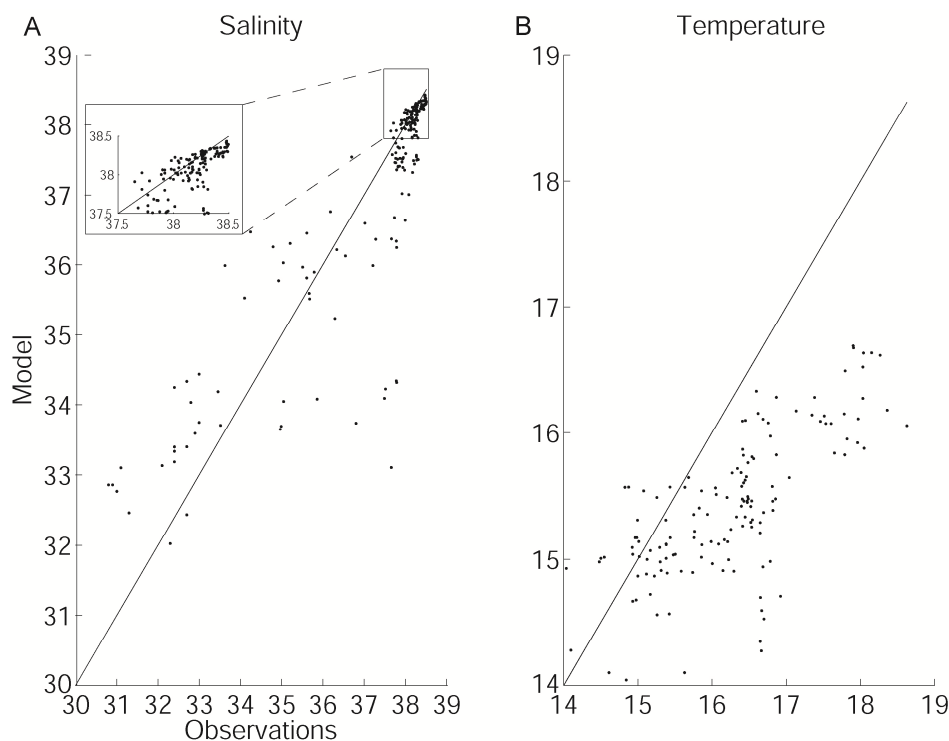 A Salinity
39
38
37
36
35
34
33
32
31
30
38.5
38
37.5
37.5 38 38.5
Model
30 31 32 33 34 35 36 37 38 39
Observations
B Temperature
19
18
17
16
15
14
14 15 16 17 18 19